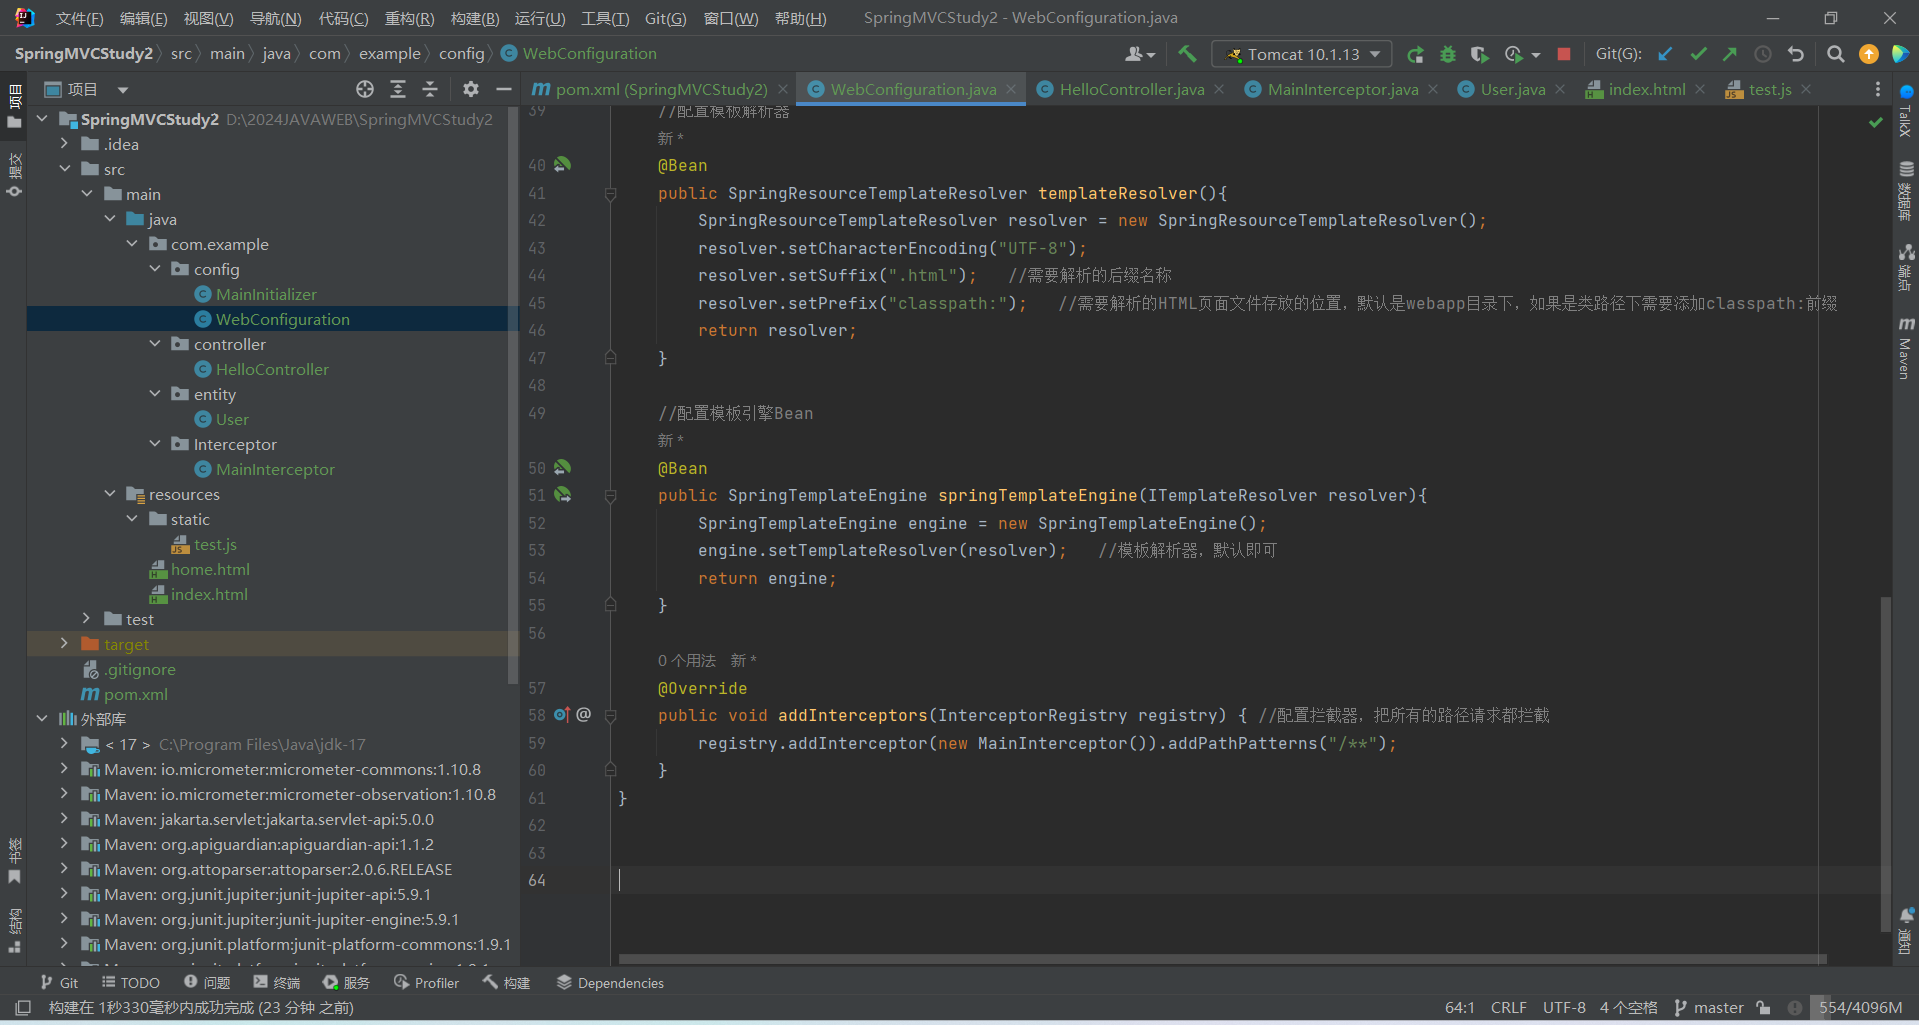 文件(F) 编辑(E) 视图(V) 导航(N) 代码(C) 重构(R) 构建(B) 运行(U) 工具(T) Git(G) 窗口(W) 帮助(H) SpringMVCStudy2 - WebConfiguration.java
SpringMVCStudy2 src main java com example config WebConfiguration Tomcat 10.1.13 Git(G):
项目
pom.xml (SpringMVCStudy2) WebConfiguration.java HelloController.java MainInterceptor.java User.java index.html test.js
项目
提交
书签
结构
SpringMVCStudy2 D:\2024JAVAWEB\SpringMVCStudy2
.idea
src
main
java
com.example
config
MainInitializer
WebConfiguration
controller
HelloController
entity
User
Interceptor
MainInterceptor
resources
static
test.js
home.html
index.html
test
target
.gitignore
pom.xml
外部库
< 17 > C:\Program Files\Java\jdk-17
Maven: io.micrometer:micrometer-commons:1.10.8
Maven: io.micrometer:micrometer-observation:1.10.8
Maven: jakarta.servlet:jakarta.servlet-api:5.0.0
Maven: org.apiguardian:apiguardian-api:1.1.2
Maven: org.attoparser:attoparser:2.0.6.RELEASE
Maven: org.junit.jupiter:junit-jupiter-api:5.9.1
Maven: org.junit.jupiter:junit-jupiter-engine:5.9.1
Maven: org.junit.platform:junit-platform-commons:1.9.1
39 //配置模板解析器
新 *
40 @Bean
41 public SpringResourceTemplateResolver templateResolver(){
42 SpringResourceTemplateResolver resolver = new SpringResourceTemplateResolver();
43 resolver.setCharacterEncoding("UTF-8");
44 resolver.setSuffix(".html"); //需要解析的后缀名称
45 resolver.setPrefix("classpath:"); //需要解析的HTML页面文件存放的位置，默认是webapp目录下，如果是类路径下需要添加classpath:前缀
46 return resolver;
47 }
48
49 //配置模板引擎Bean
新 *
50 @Bean
51 public SpringTemplateEngine springTemplateEngine(ITemplateResolver resolver){
52 SpringTemplateEngine engine = new SpringTemplateEngine();
53 engine.setTemplateResolver(resolver); //模板解析器，默认即可
54 return engine;
55 }
56
0 个用法 新 *
57 @Override
58 public void addInterceptors(InterceptorRegistry registry) { //配置拦截器，把所有的路径请求都拦截
59 registry.addInterceptor(new MainInterceptor()).addPathPatterns("/**");
60 }
61 }
62
63
64
TalkX
数据库
端点
Maven
通知
Git TODO 问题 终端 服务 Profiler 构建 Dependencies
构建在 1秒330毫秒内成功完成 (23 分钟 之前) 64:1 CRLF UTF-8 4 个空格 master 554/4096M